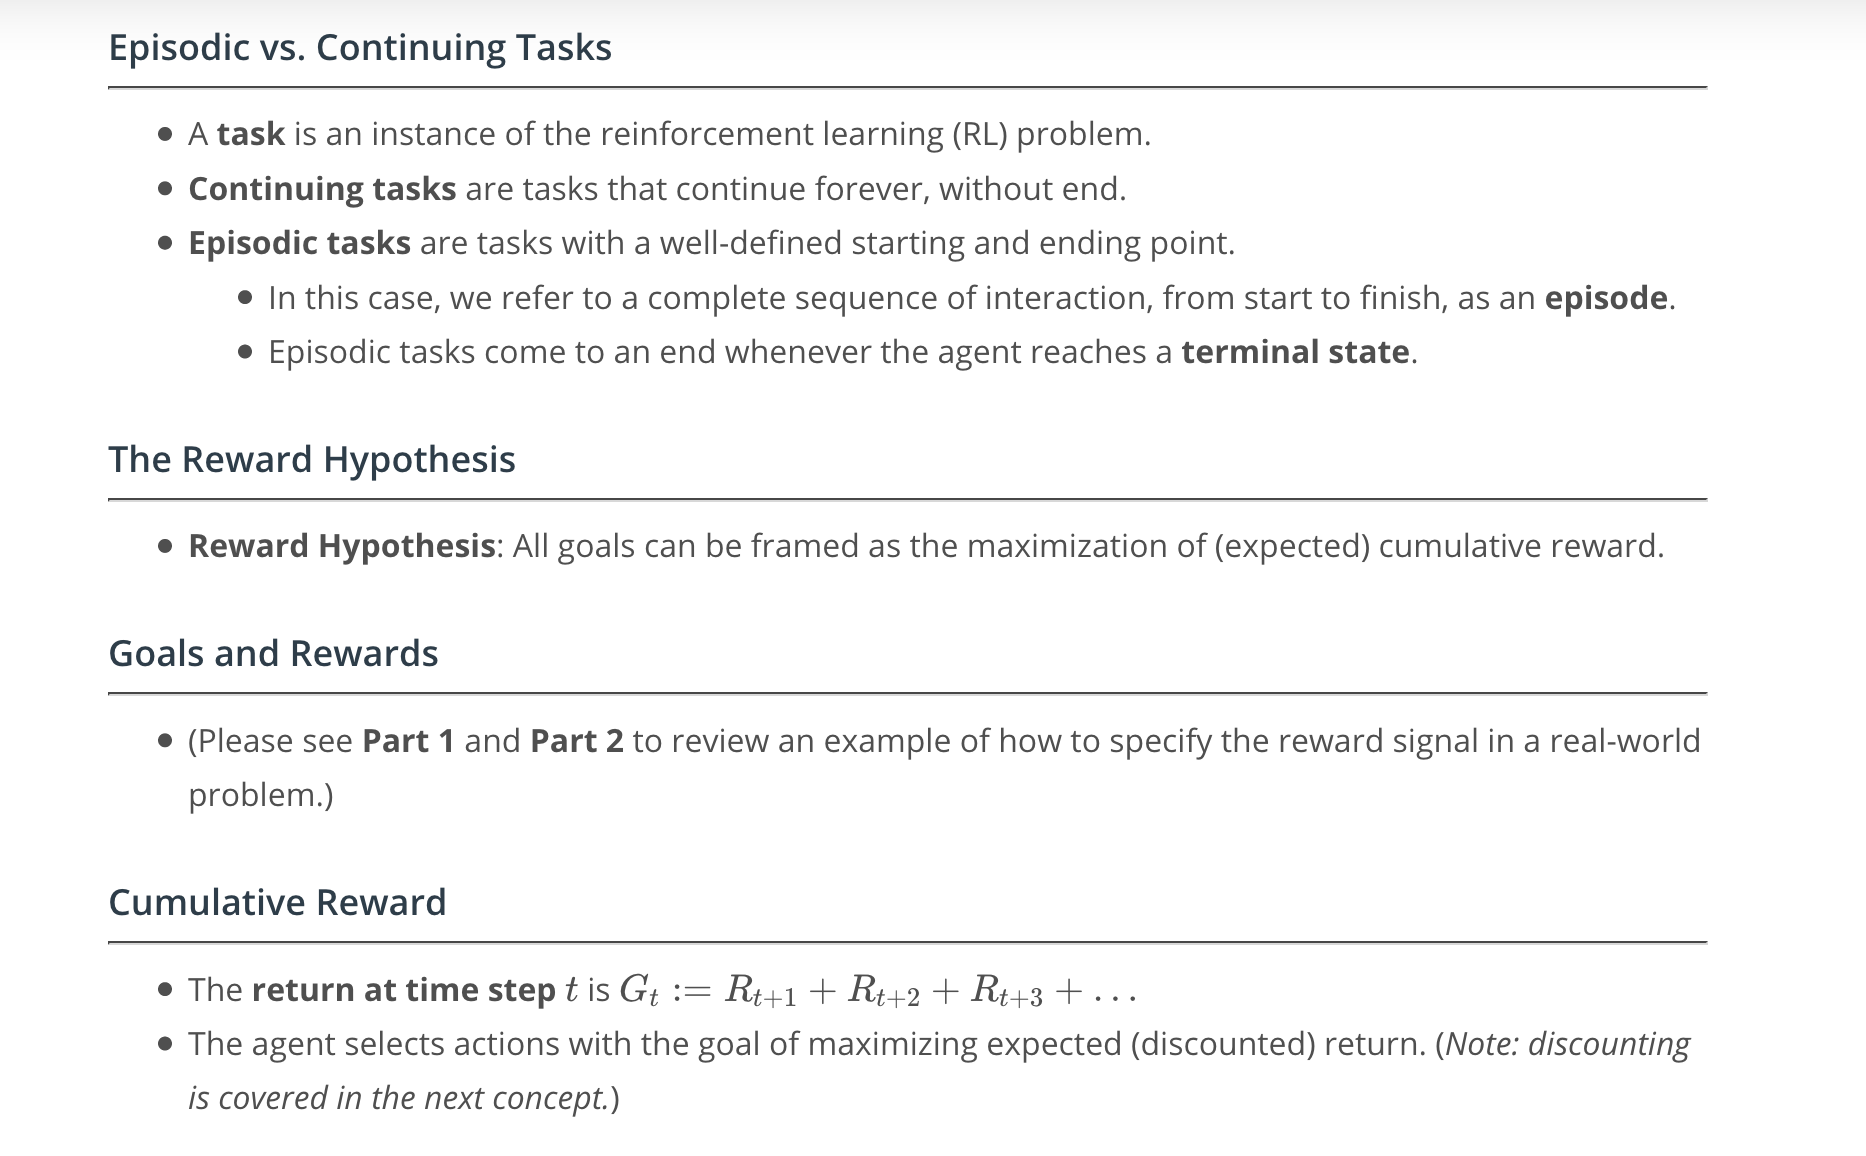 Episodic vs. Continuing Tasks
A task is an instance of the reinforcement learning (RL) problem.
Continuing tasks are tasks that continue forever, without end.
Episodic tasks are tasks with a well-defined starting and ending point.
In this case, we refer to a complete sequence of interaction, from start to finish, as an episode.
Episodic tasks come to an end whenever the agent reaches a terminal state.
The Reward Hypothesis
Reward Hypothesis: All goals can be framed as the maximization of (expected) cumulative reward.
Goals and Rewards
(Please see Part 1 and Part 2 to review an example of how to specify the reward signal in a real-world
problem.)
Cumulative Reward
The return at time step t is G_t := R_{t+1} + R_{t+2} + R_{t+3} + ...
The agent selects actions with the goal of maximizing expected (discounted) return. (Note: discounting
is covered in the next concept.)